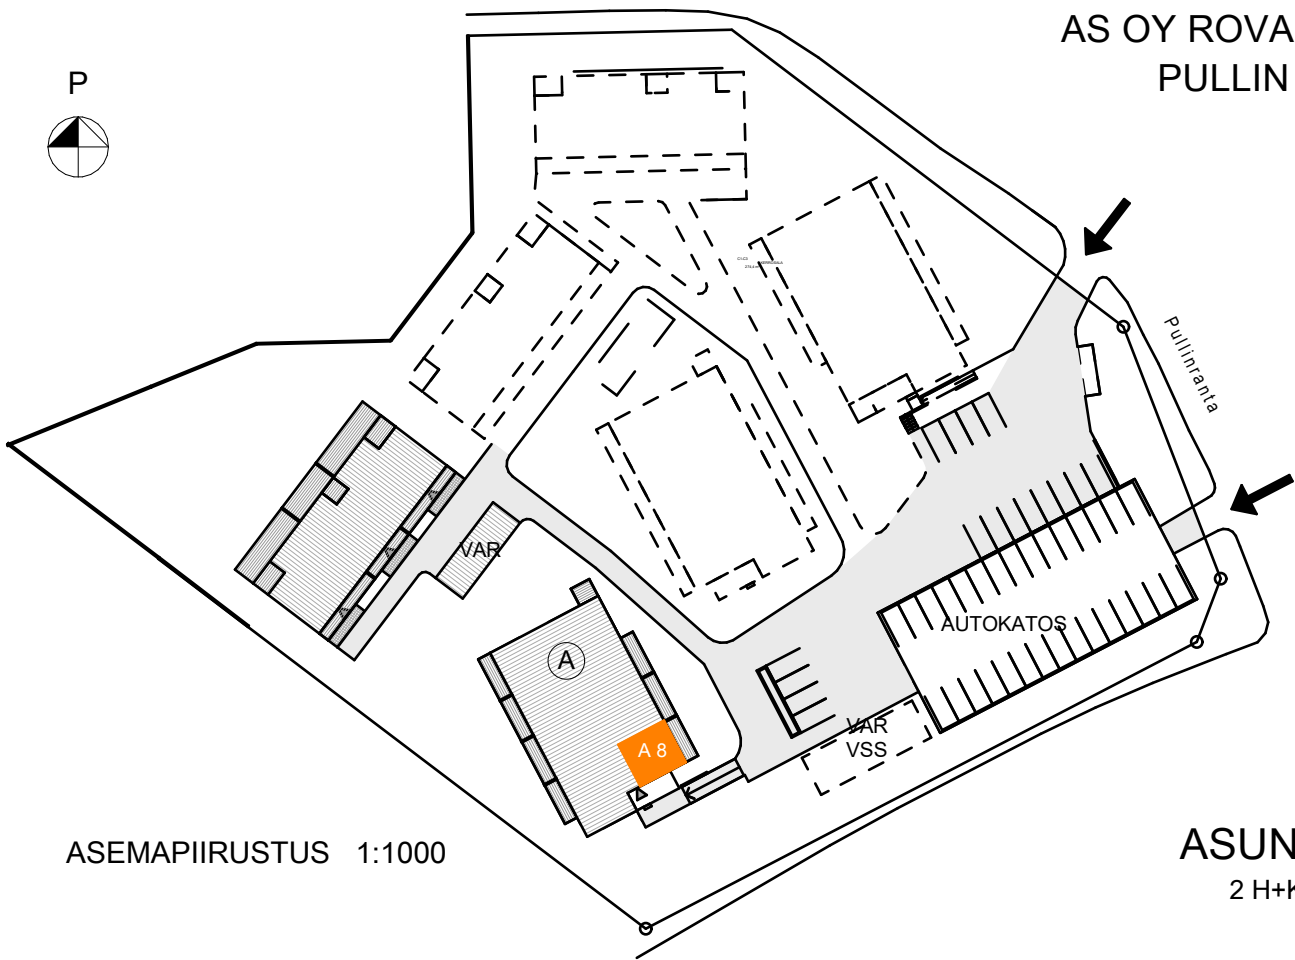 AS OY ROVA
PULLIN
P
Pullinranta
VAR
AUTOKATOS
A
VAR
VSS
A 8
ASEMAPIIRUSTUS 1:1000
ASUN
2 H+K